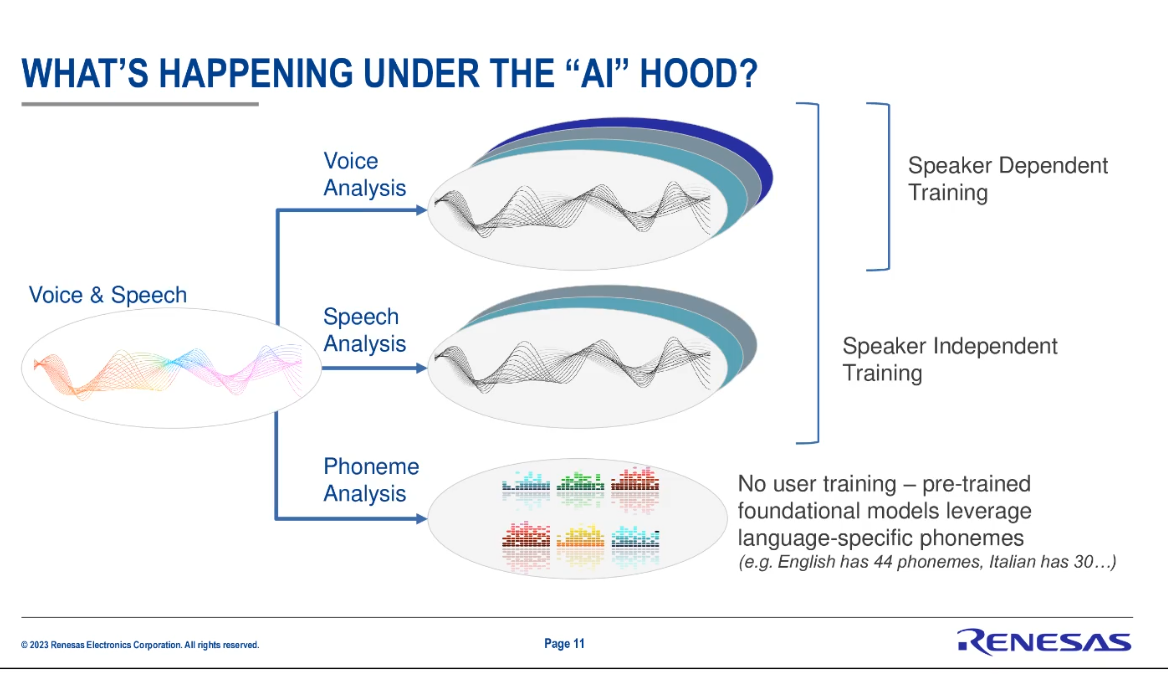 WHAT'S HAPPENING UNDER THE “AI” HOOD?
Voice
Analysis
Speaker Dependent
Training
Voice & Speech
Speech
Analysis
Speaker Independent
Training
Phoneme
Analysis
No user training – pre-trained
foundational models leverage
language-specific phonemes
(e.g. English has 44 phonemes, Italian has 30…)
© 2023 Renesas Electronics Corporation. All rights reserved.
Page 11
RENESAS